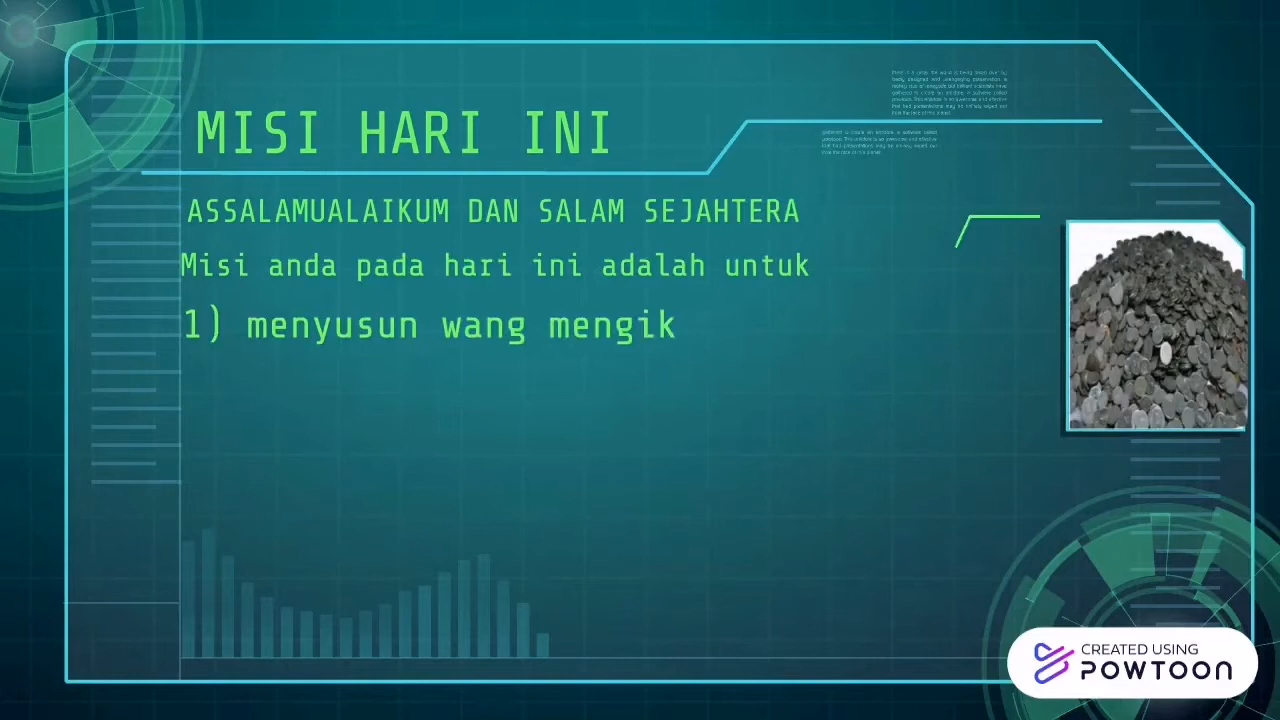 MISI HARI INI
ASSALAMUALAIKUM DAN SALAM SEJAHTERA
Misi anda pada hari ini adalah untuk
1) menyusun wang mengik
CREATED USING
POWTOON